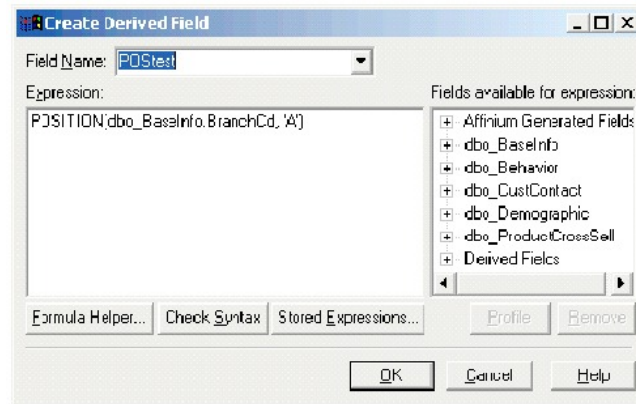 Create Derived Field
Field Name: POStest
Expression:
POSITION(dbo_BaseInfo.BranchCd, 'A')
Fields available for expression:
Affinium Generated Fields
dbo_BaseInfo
dbo_Behavior
dbo_CustContact
dbo_Demographic
dbo_ProductCrossSell
Derived Fields
Formula Helper... Check Syntax Stored Expressions... Profile Remove
OK Cancel Help